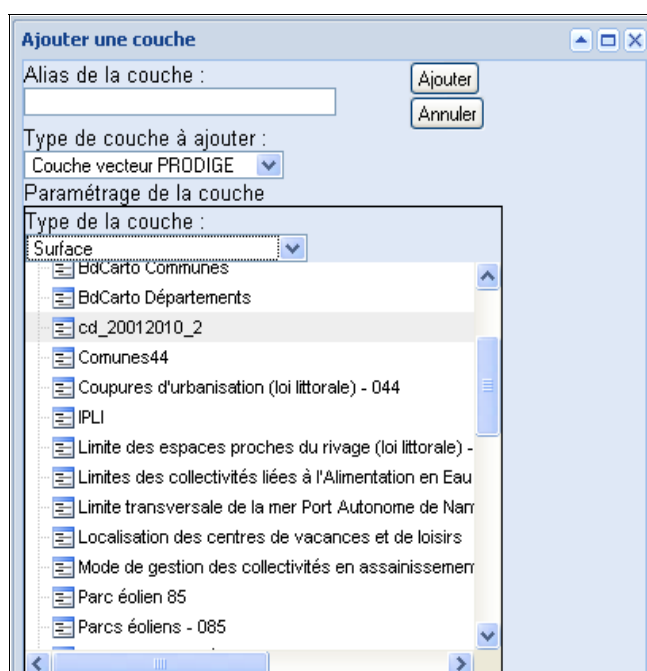 Ajouter une couche
Alias de la couche :
Ajouter
Annuler
Type de couche à ajouter :
Couche vecteur PRODIGE
Paramétrage de la couche
Type de la couche :
Surface
BdCarto Communes
BdCarto Départements
cd_20012010_2
Comunes44
Coupures d'urbanisation (loi littorale) - 044
IPLI
Limite des espaces proches du rivage (loi littorale) -
Limites des collectivités liées à l'Alimentation en Eau
Limite transversale de la mer Port Autonome de
Localisation des centres de vacances et de loisirs
Mode de gestion des collectivités en
Parc éolien 85
Parcs éoliens - 085